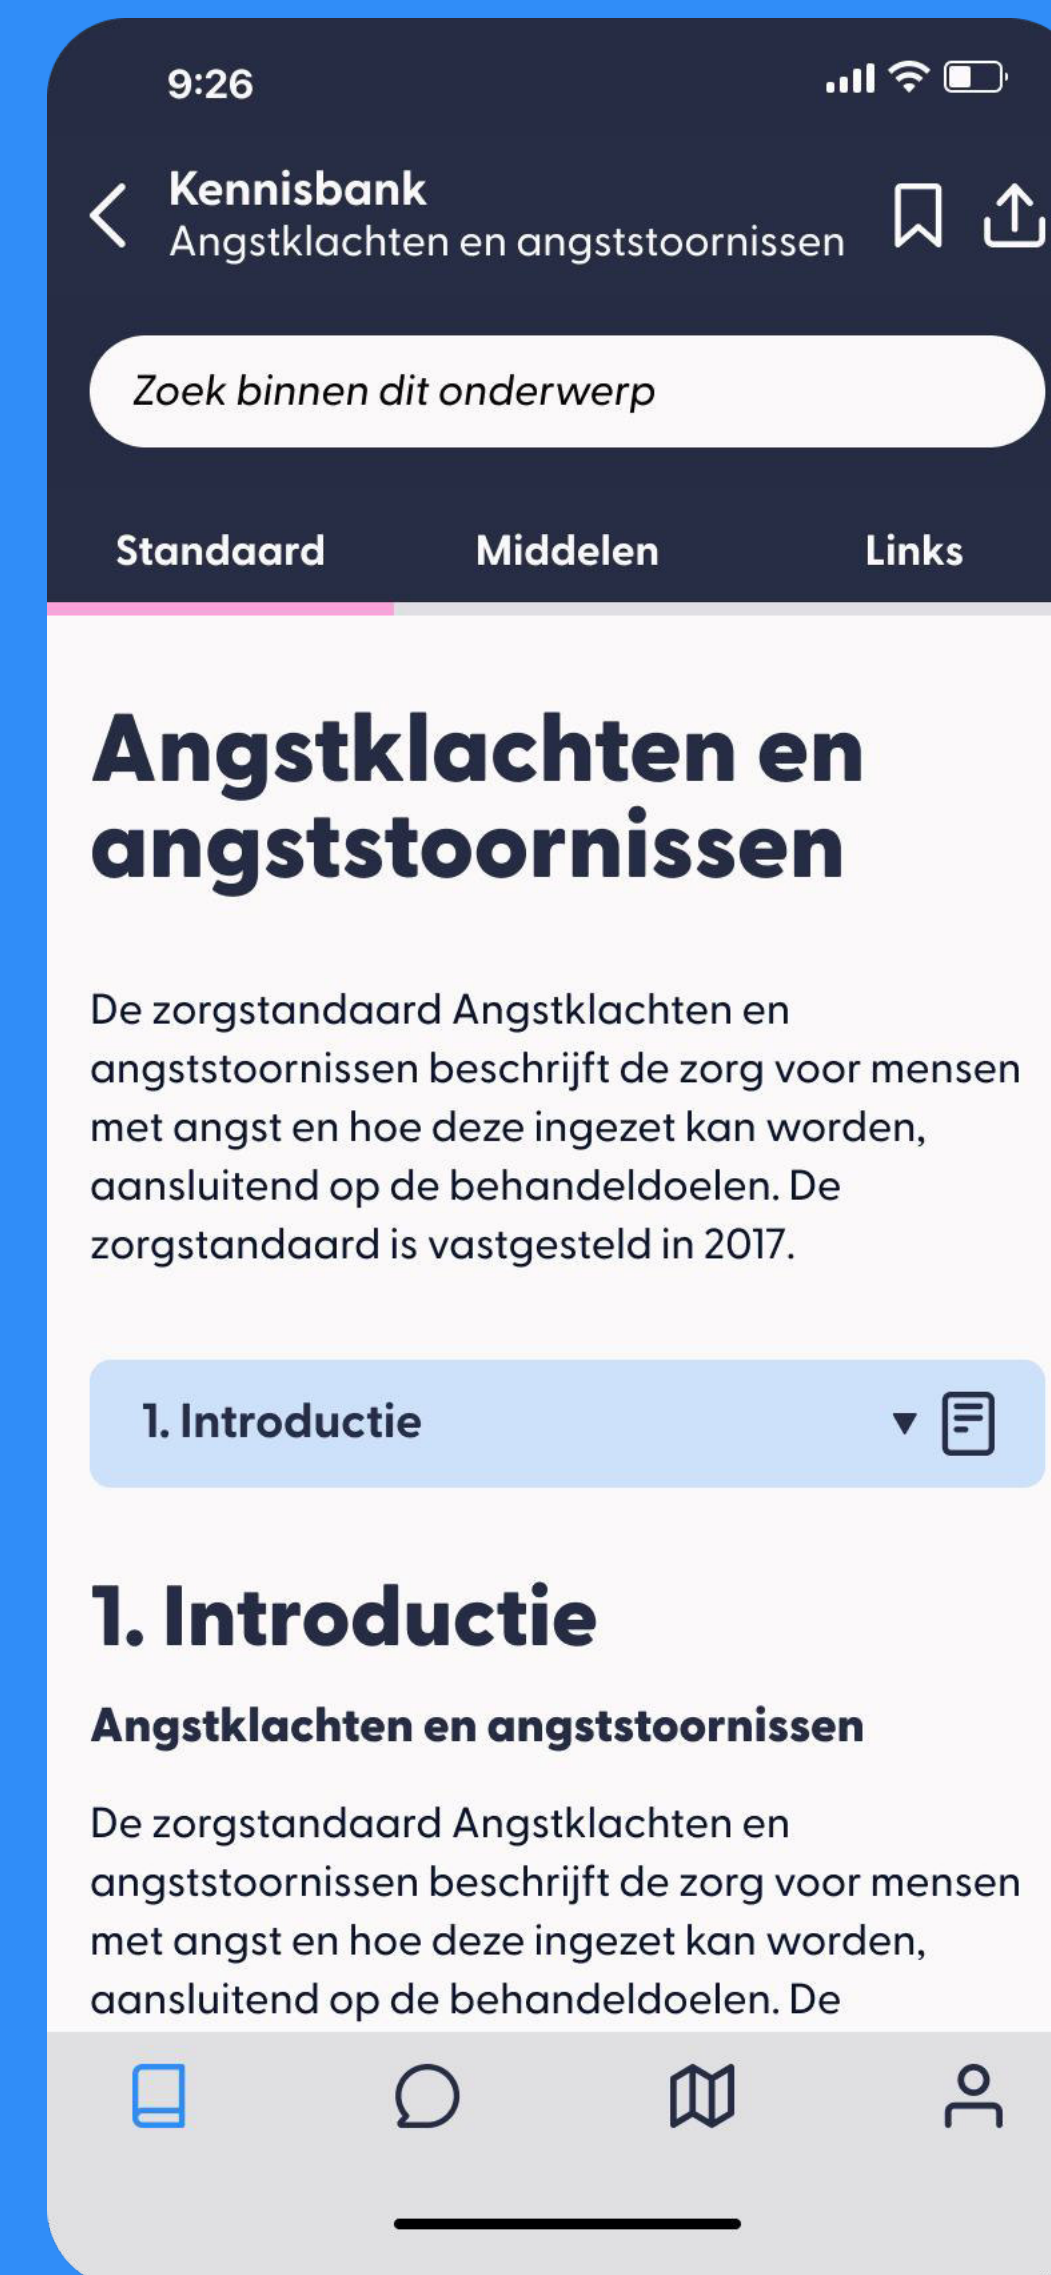 9:26
Kennisbank
Angstklachten en angststoornissen
Zoek binnen dit onderwerp
Standaard
Middelen
Links
Angstklachten en
angststoornissen
De zorgstandaard Angstklachten en
angststoornissen beschrijft de zorg voor mensen
met angst en hoe deze ingezet kan worden,
aansluitend op de behandeldoelen. De
zorgstandaard is vastgesteld in 2017.
1. Introductie
1. Introductie
Angstklachten en angststoornissen
De zorgstandaard Angstklachten en
angststoornissen beschrijft de zorg voor mensen
met angst en hoe deze ingezet kan worden,
aansluitend op de behandeldoelen. De